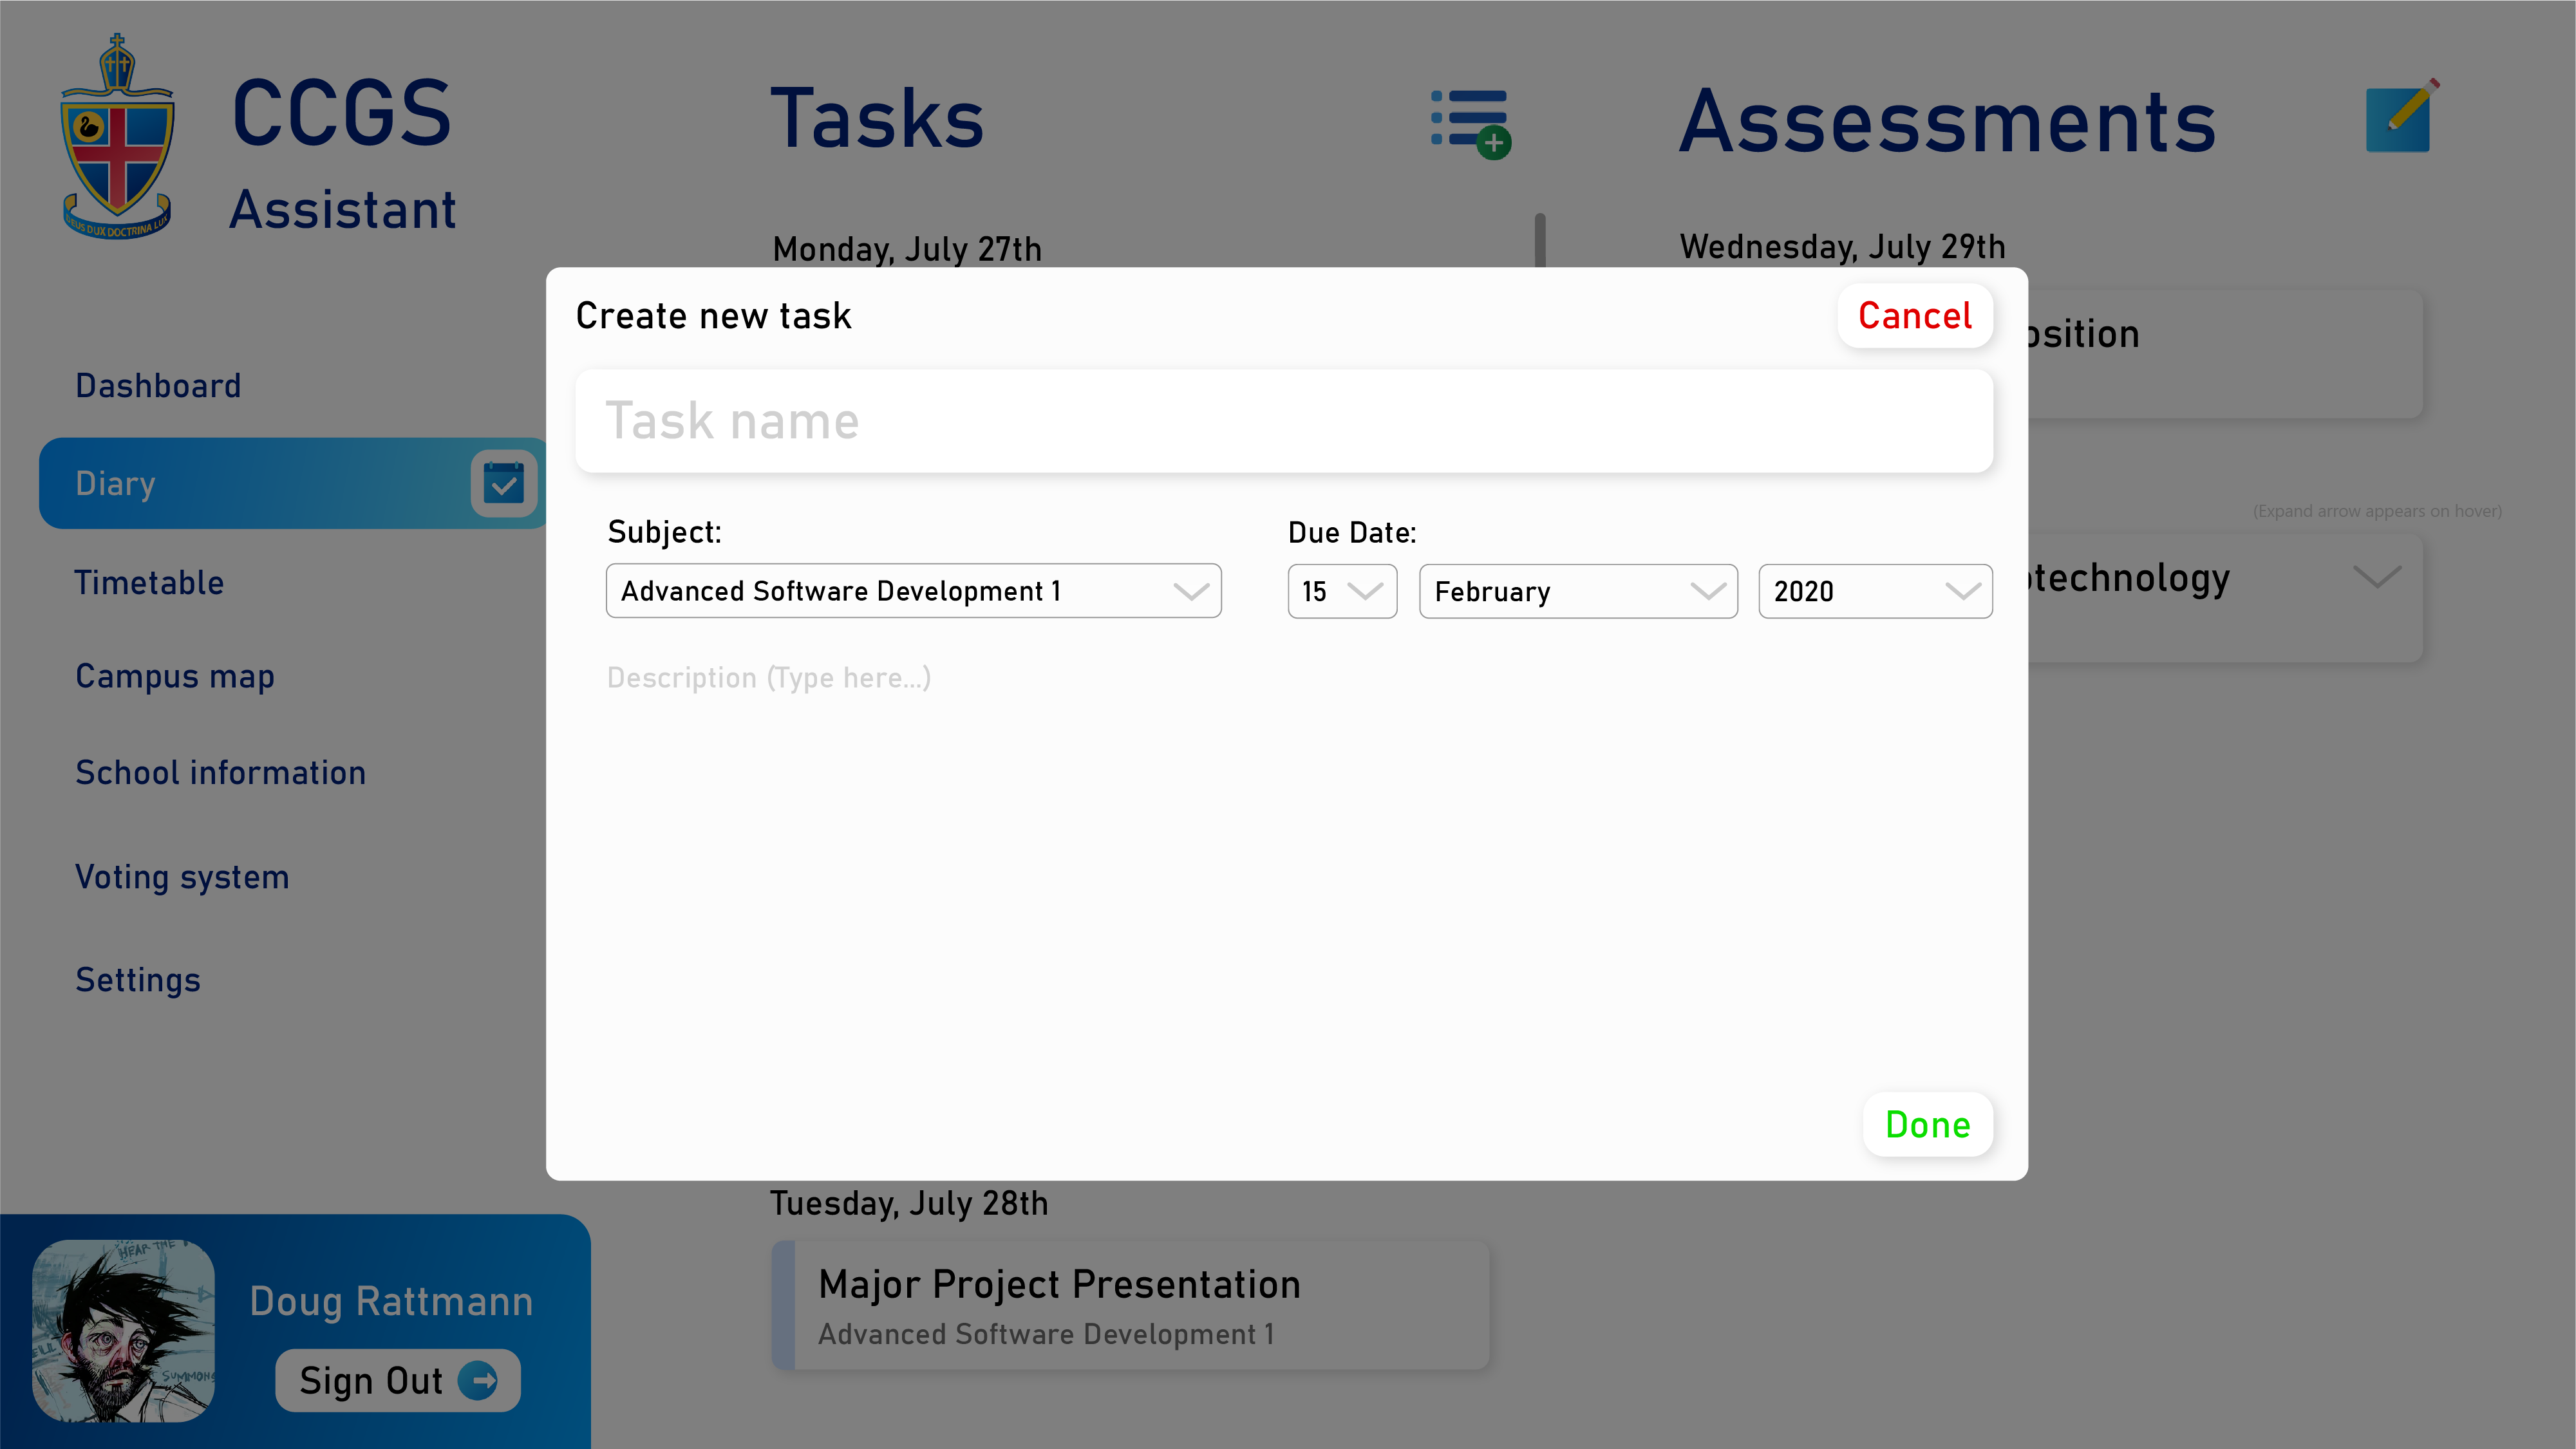 CCGS
Assistant
DEUS DUX DOCTRINA LUX
Dashboard
Diary
Timetable
Campus map
School information
Voting system
Settings
HEAR THE
SUMMON
Doug Rattmann
Sign Out
Tasks
Monday, July 27th
Assessments
Wednesday, July 29th
osition
(Expand arrow appears on hover)
otechnology
Create new task
Cancel
Task name
Subject:
Due Date:
Advanced Software Development 1
15
February
2020
Description (Type here...)
Done
Tuesday, July 28th
Major Project Presentation
Advanced Software Development 1